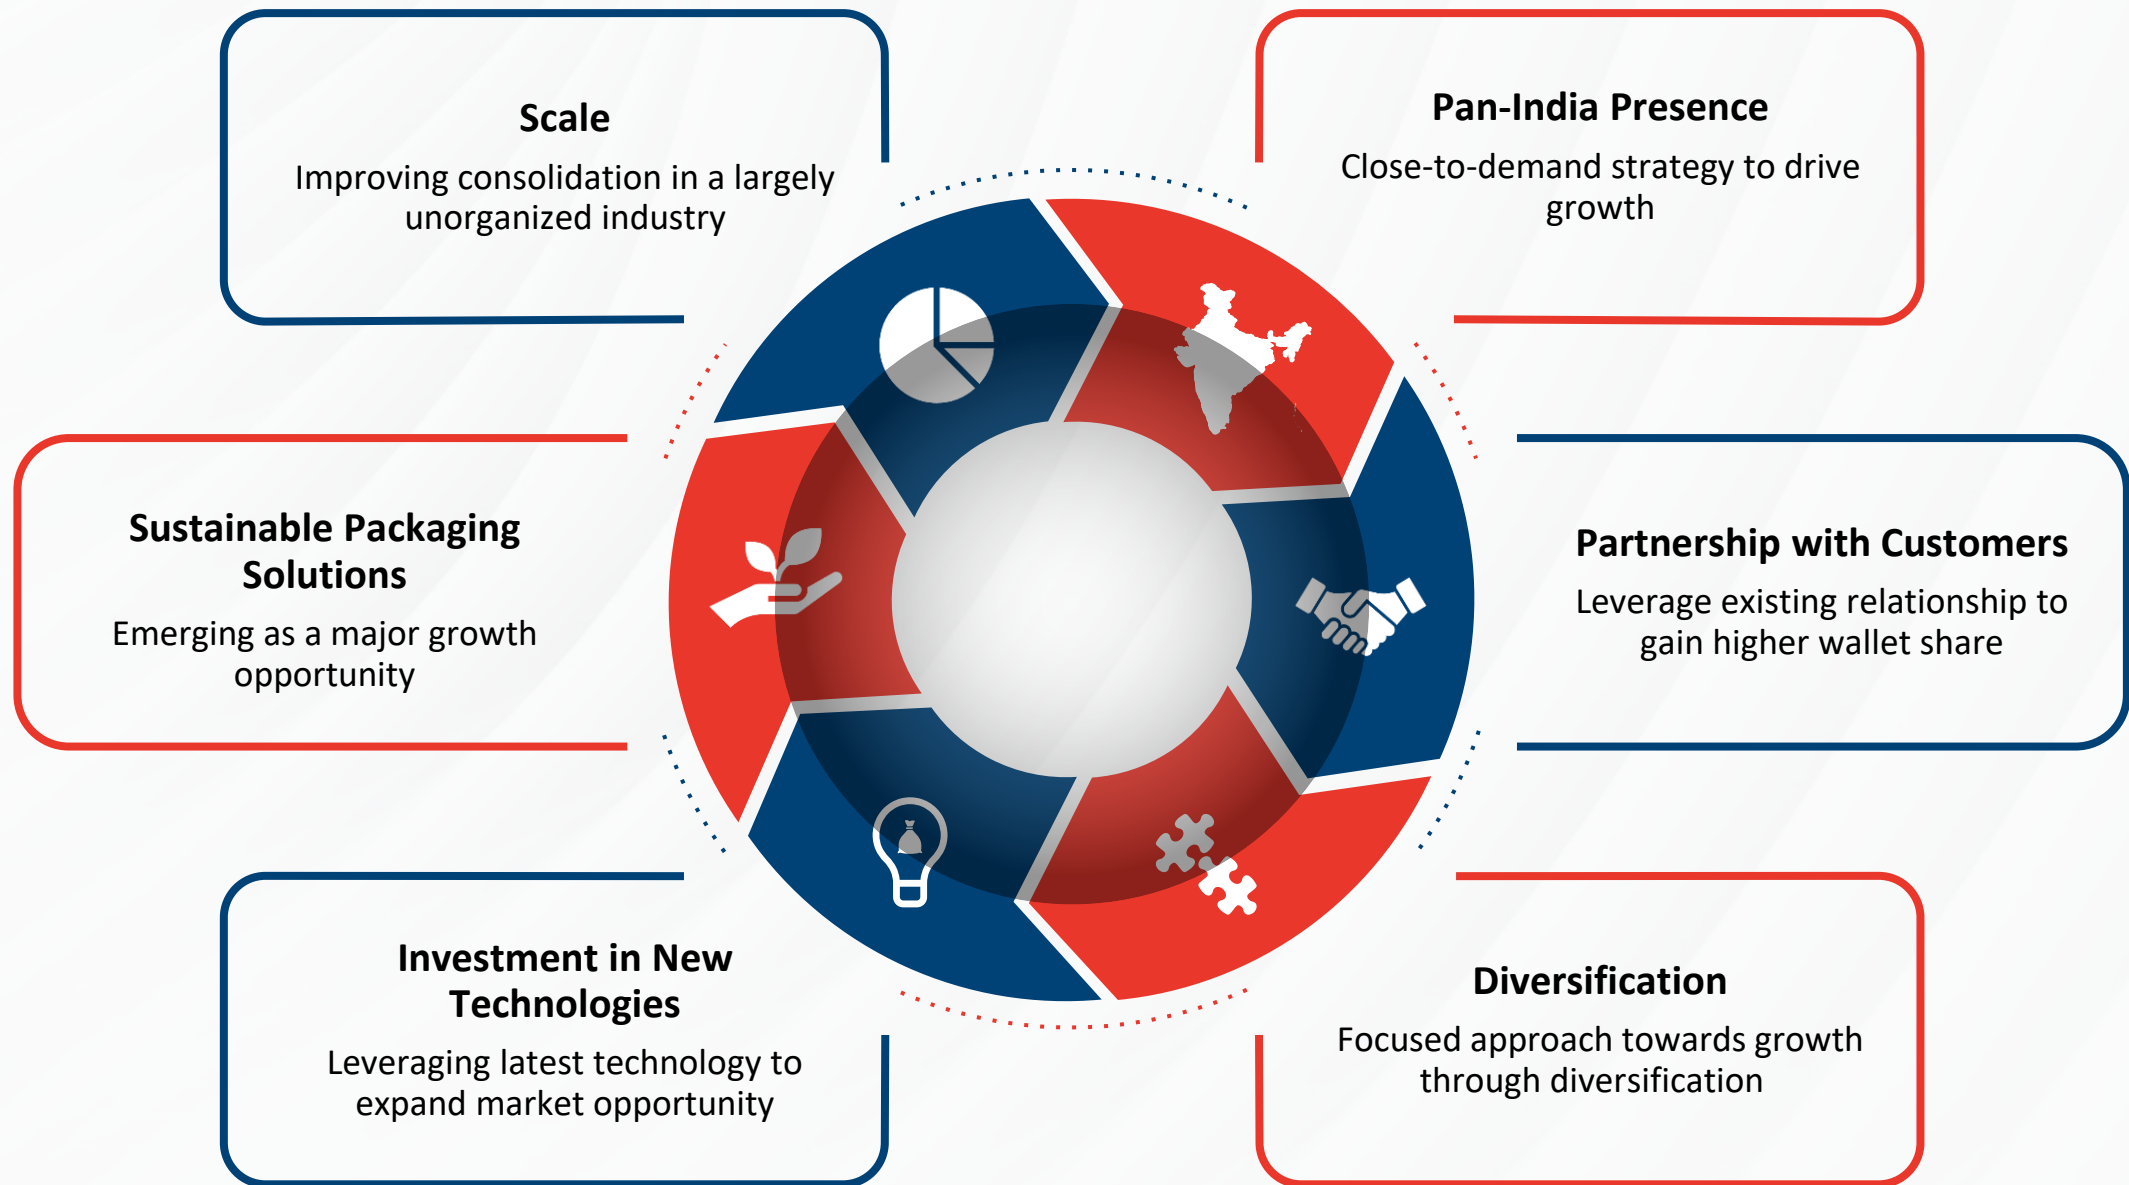 Scale
Improving consolidation in a largely
unorganized industry
Pan-India Presence
Close-to-demand strategy to drive
growth
Sustainable Packaging
Solutions
Emerging as a major growth
opportunity
Partnership with Customers
Leverage existing relationship to
gain higher wallet share
Investment in New
Technologies
Leveraging latest technology to
expand market opportunity
Diversification
Focused approach towards growth
through diversification